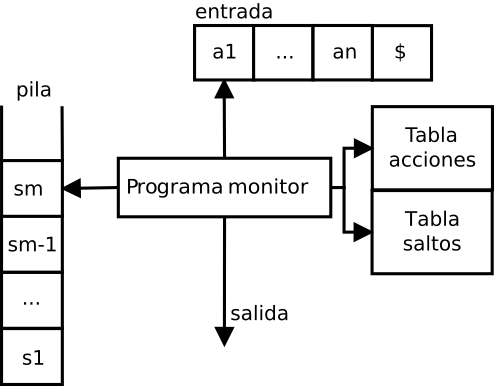 entrada
a1 ... an $
pila
sm
sm-1
...
s1
Programa monitor
Tabla
acciones
Tabla
saltos
salida